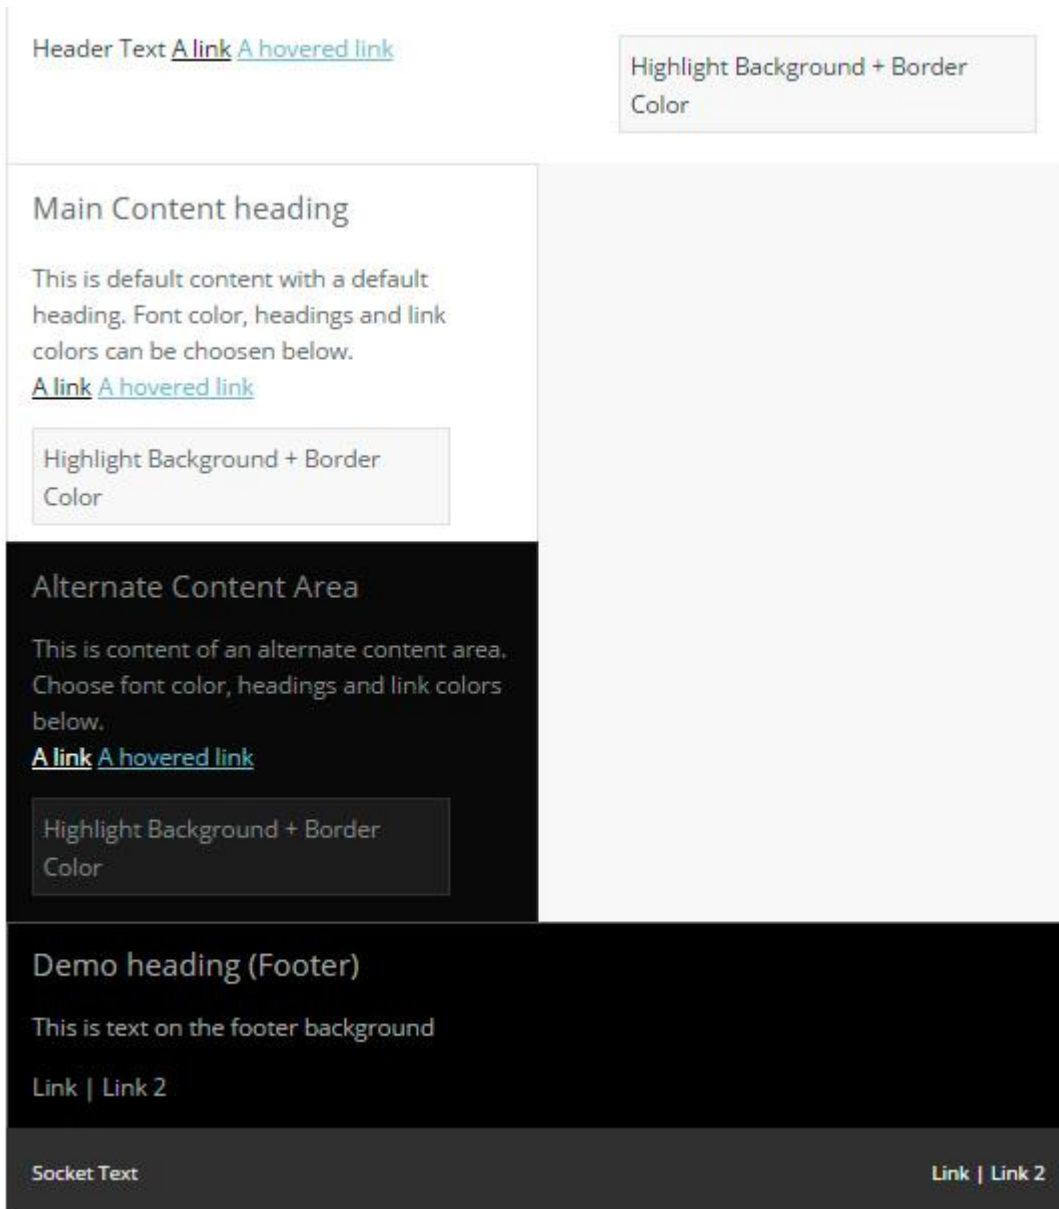 Header Text A link A hovered link
Highlight Background + Border
Color
Main Content heading
This is default content with a default
heading. Font color, headings and link
colors can be choosen below.
A link A hovered link
Highlight Background + Border
Color
Alternate Content Area
This is content of an alternate content area.
Choose font color, headings and link colors
below.
A link A hovered link
Highlight Background + Border
Color
Demo heading (Footer)
This is text on the footer background
Link | Link 2
Socket Text
Link | Link 2